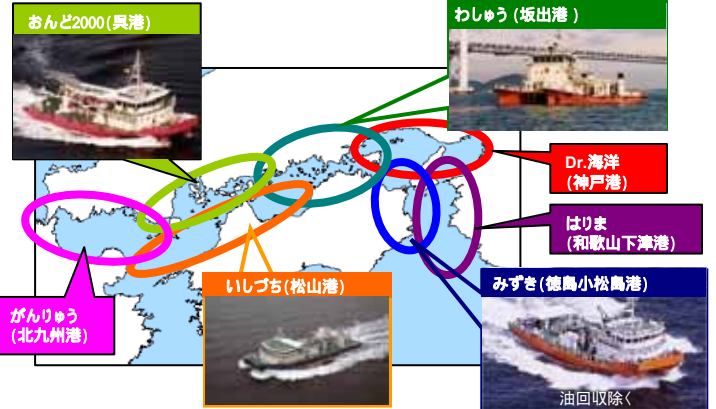 おんど2000(呉港)
わしゅう(坂出港 )
Dr.海洋
(神戸港)
はりま
(和歌山下津港)
いしづち(松山港)
みずき(徳島小松島港)
がんりゅう
(北九州港)
油回収除く